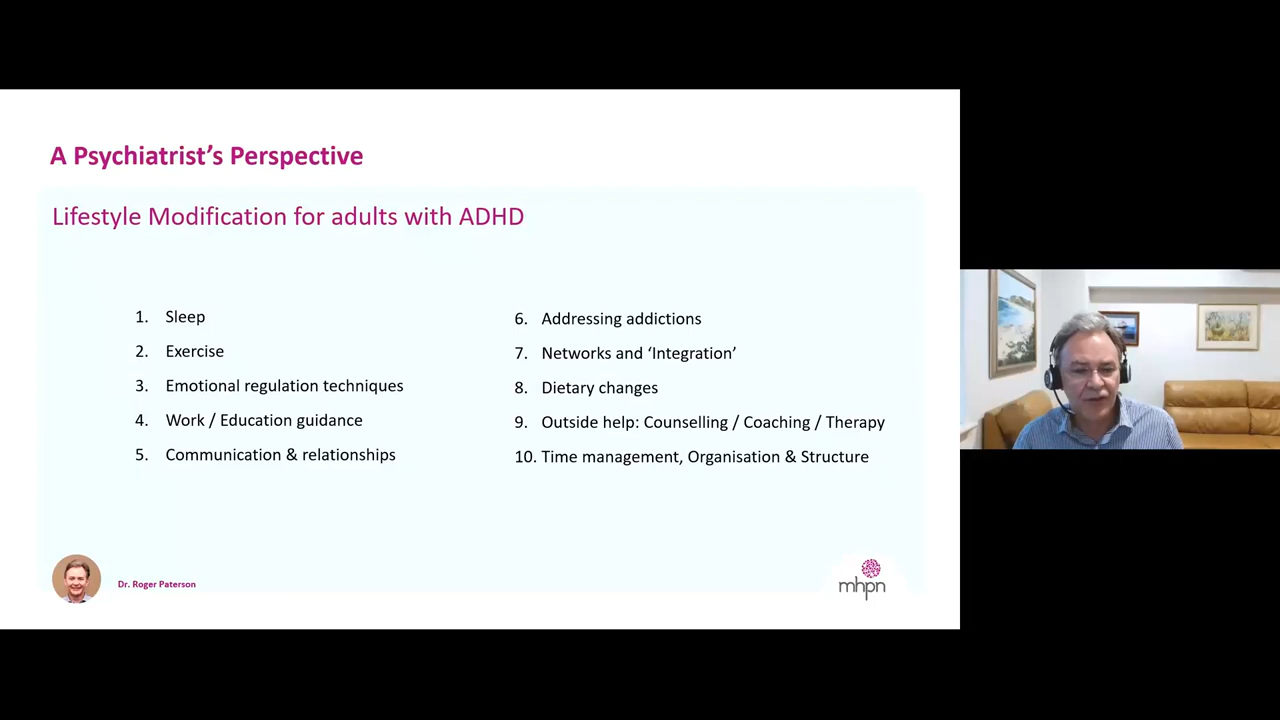 A Psychiatrist’s Perspective
Lifestyle Modification for adults with ADHD
1. Sleep
2. Exercise
3. Emotional regulation techniques
4. Work / Education guidance
5. Communication & relationships
6. Addressing addictions
7. Networks and ‘Integration’
8. Dietary changes
9. Outside help: Counselling / Coaching / Therapy
10. Time management, Organisation & Structure
Dr. Roger Paterson
mhpn